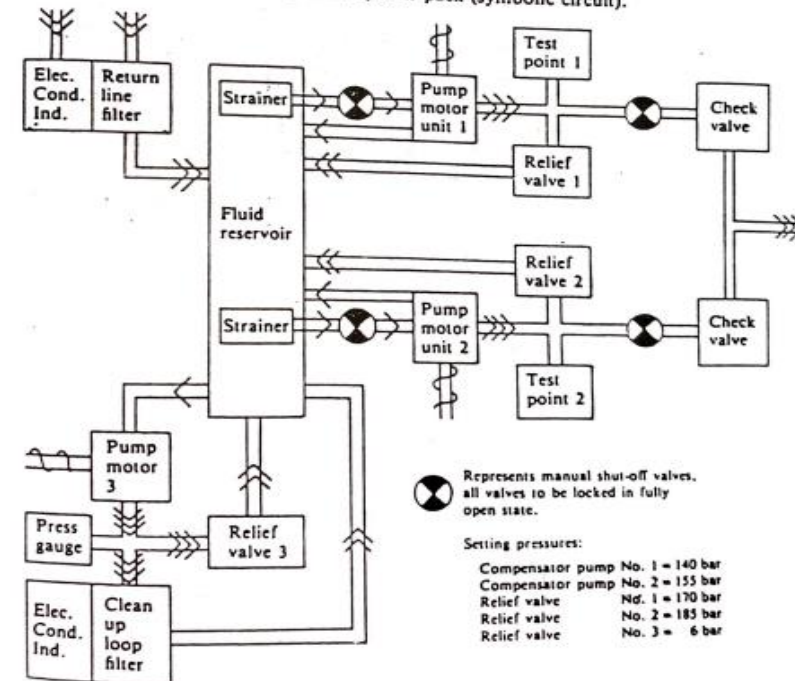 pack (symbolic circuit).
Elec.
Cond.
Ind.
Return
line
filter
Strainer
Pump
motor
unit 1
Test
point 1
Check
valve
Relief
valve 1
Fluid
reservoir
Relief
valve 2
Strainer
Pump
motor
unit 2
Check
valve
Test
point 2
Pump
motor
3
Press
gauge
Relief
valve 3
Elec.
Cond.
Ind.
Clean
up
loop
filter
Represents manual shut-off valves,
all valves to be locked in fully
open state.
Setting pressures:
Compensator pump No. 1 = 140 bar
Compensator pump No. 2 = 155 bar
Relief valve No. 1 = 170 bar
Relief valve No. 2 = 185 bar
Relief valve No. 3 = 6 bar